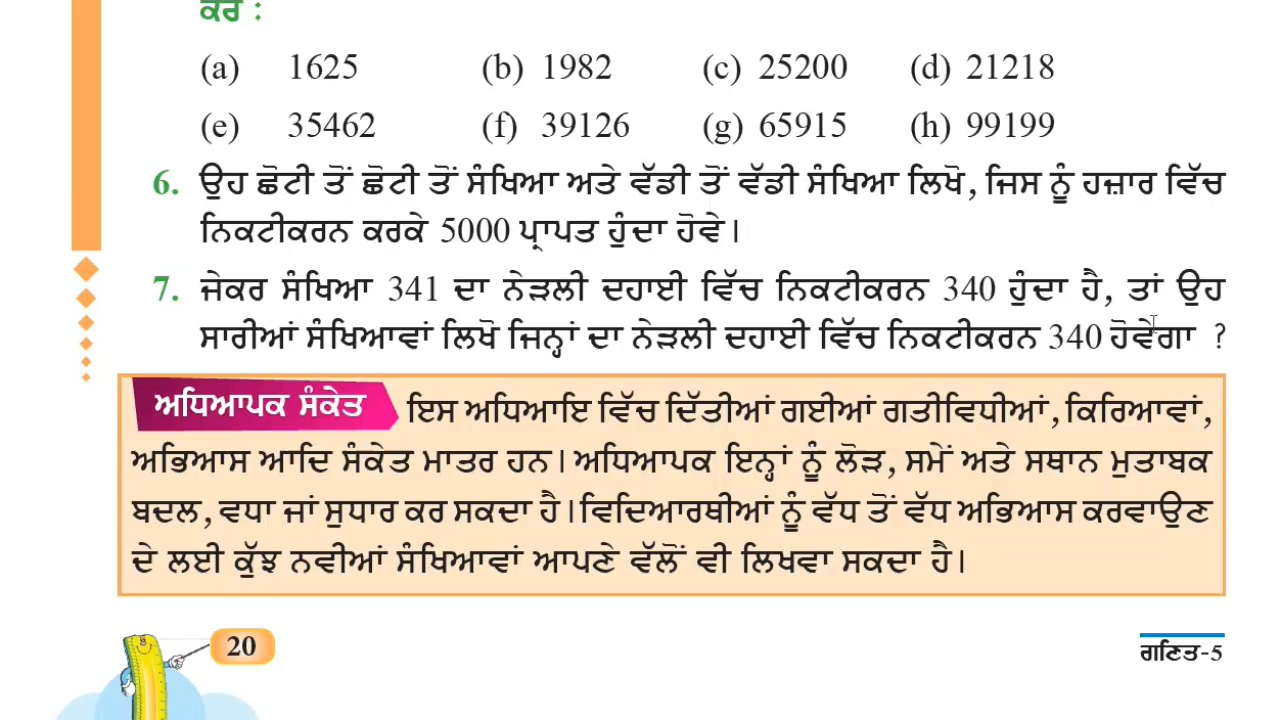 ਕਰੋ :
(a) 1625 (b) 1982 (c) 25200 (d) 21218
(e) 35462 (f) 39126 (g) 65915 (h) 99199
6. ਉਹ ਛੋਟੀ ਤੋਂ ਛੋਟੀ ਤੋਂ ਸੰਖਿਆ ਅਤੇ ਵੱਡੀ ਤੋਂ ਵੱਡੀ ਸੰਖਿਆ ਲਿਖੋ, ਜਿਸ ਨੂੰ ਹਜ਼ਾਰ ਵਿੱਚ
ਨਿਕਟੀਕਰਨ ਕਰਕੇ 5000 ਪ੍ਰਾਪਤ ਹੁੰਦਾ ਹੋਵੇ।
7. ਜੇਕਰ ਸੰਖਿਆ 341 ਦਾ ਨੇੜਲੀ ਦਹਾਈ ਵਿੱਚ ਨਿਕਟੀਕਰਨ 340 ਹੁੰਦਾ ਹੈ, ਤਾਂ ਉਹ
ਸਾਰੀਆਂ ਸੰਖਿਆਵਾਂ ਲਿਖੋ ਜਿਨ੍ਹਾਂ ਦਾ ਨੇੜਲੀ ਦਹਾਈ ਵਿੱਚ ਨਿਕਟੀਕਰਨ 340 ਹੋਵੇਗਾ ?
ਅਧਿਆਪਕ ਸੰਕੇਤ ਇਸ ਅਧਿਆਇ ਵਿੱਚ ਦਿੱਤੀਆਂ ਗਈਆਂ ਗਤੀਵਿਧੀਆਂ, ਕਿਰਿਆਵਾਂ,
ਅਭਿਆਸ ਆਦਿ ਸੰਕੇਤ ਮਾਤਰ ਹਨ। ਅਧਿਆਪਕ ਇਨ੍ਹਾਂ ਨੂੰ ਲੋੜ, ਸਮੇਂ ਅਤੇ ਸਥਾਨ ਮੁਤਾਬਕ
ਬਦਲ, ਵਧਾ ਜਾਂ ਸੁਧਾਰ ਕਰ ਸਕਦਾ ਹੈ। ਵਿਦਿਆਰਥੀਆਂ ਨੂੰ ਵੱਧ ਤੋਂ ਵੱਧ ਅਭਿਆਸ ਕਰਵਾਉਣ
ਦੇ ਲਈ ਕੁੱਝ ਨਵੀਆਂ ਸੰਖਿਆਵਾਂ ਆਪਣੇ ਵੱਲੋਂ ਵੀ ਲਿਖਵਾ ਸਕਦਾ ਹੈ।
20
ਗਣਿਤ-5